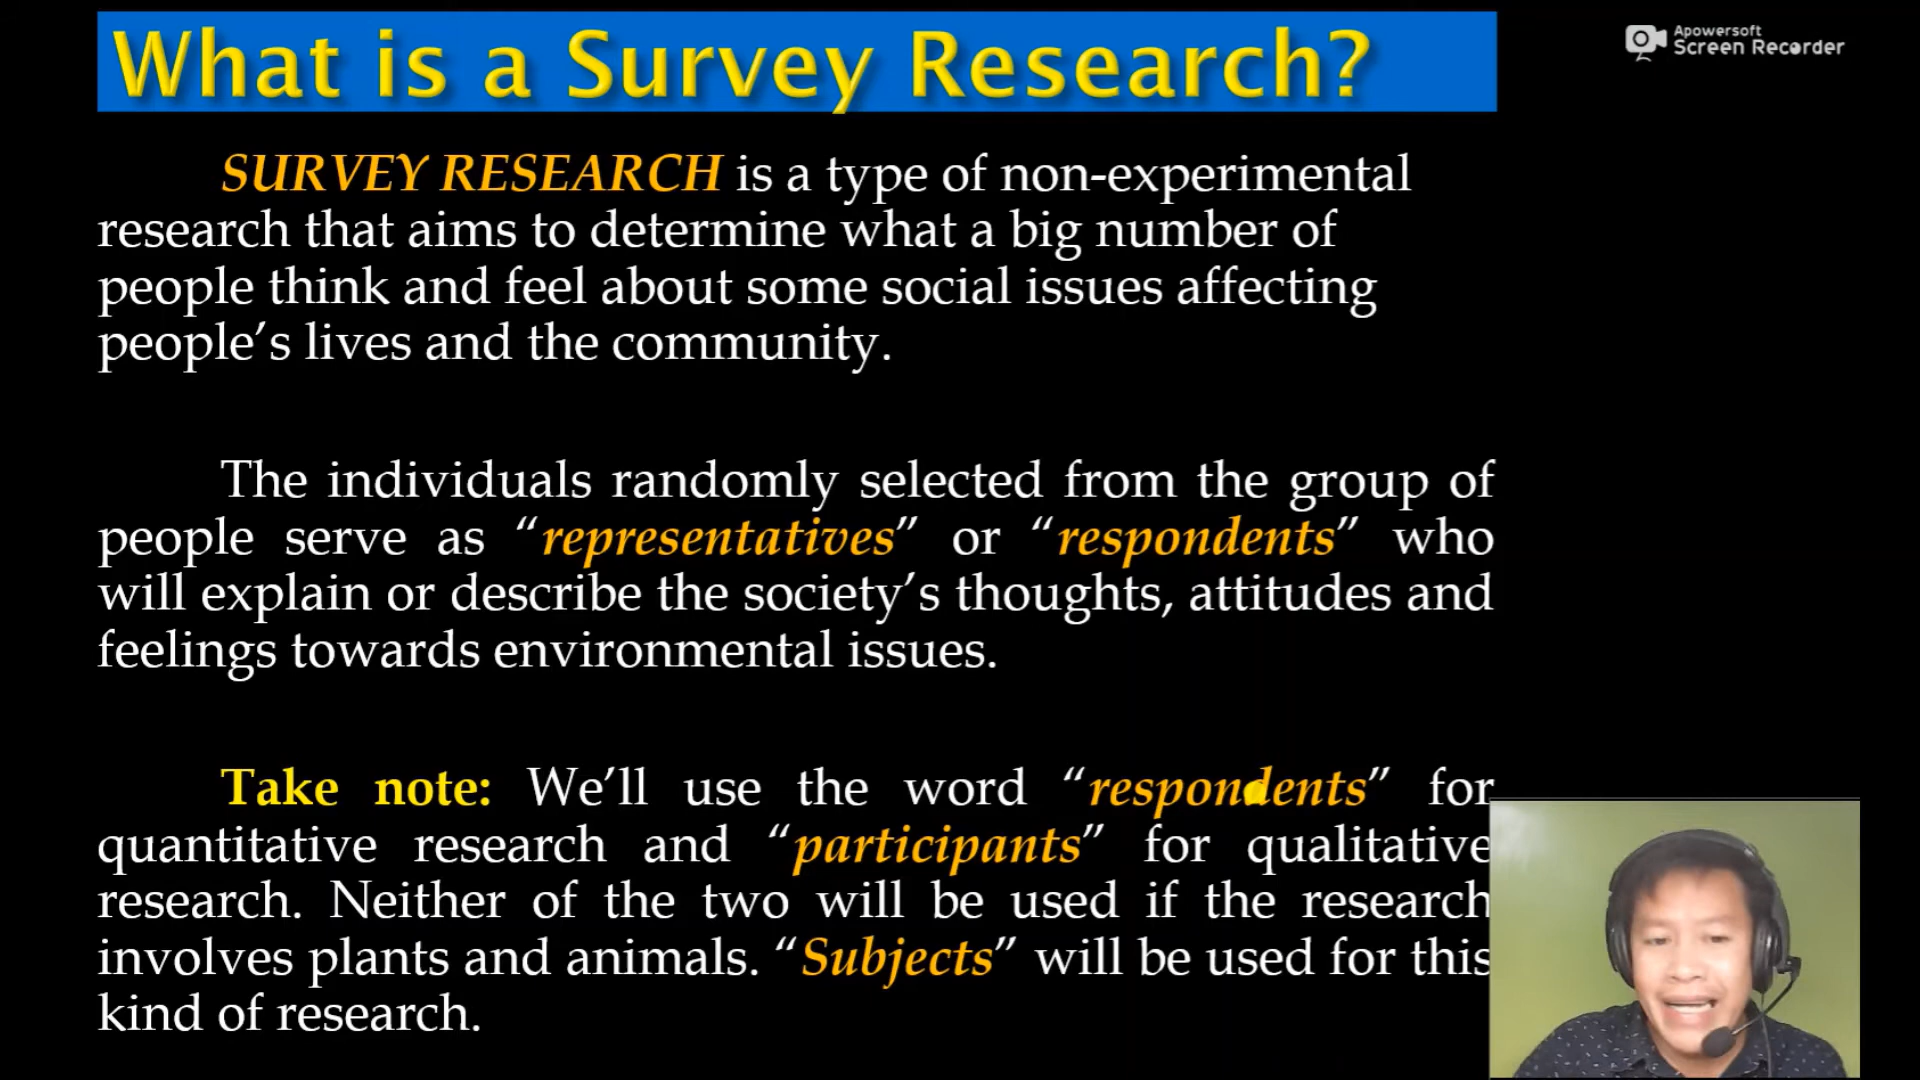 What is a Survey Research?
Apowersoft
Screen Recorder
SURVEY RESEARCH is a type of non-experimental
research that aims to determine what a big number of
people think and feel about some social issues affecting
people’s lives and the community.
The individuals randomly selected from the group of
people serve as “representatives” or “respondents” who
will explain or describe the society’s thoughts, attitudes and
feelings towards environmental issues.
Take note: We’ll use the word “respondents” for
quantitative research and “participants” for qualitative
research. Neither of the two will be used if the research
involves plants and animals. “Subjects” will be used for this
kind of research.